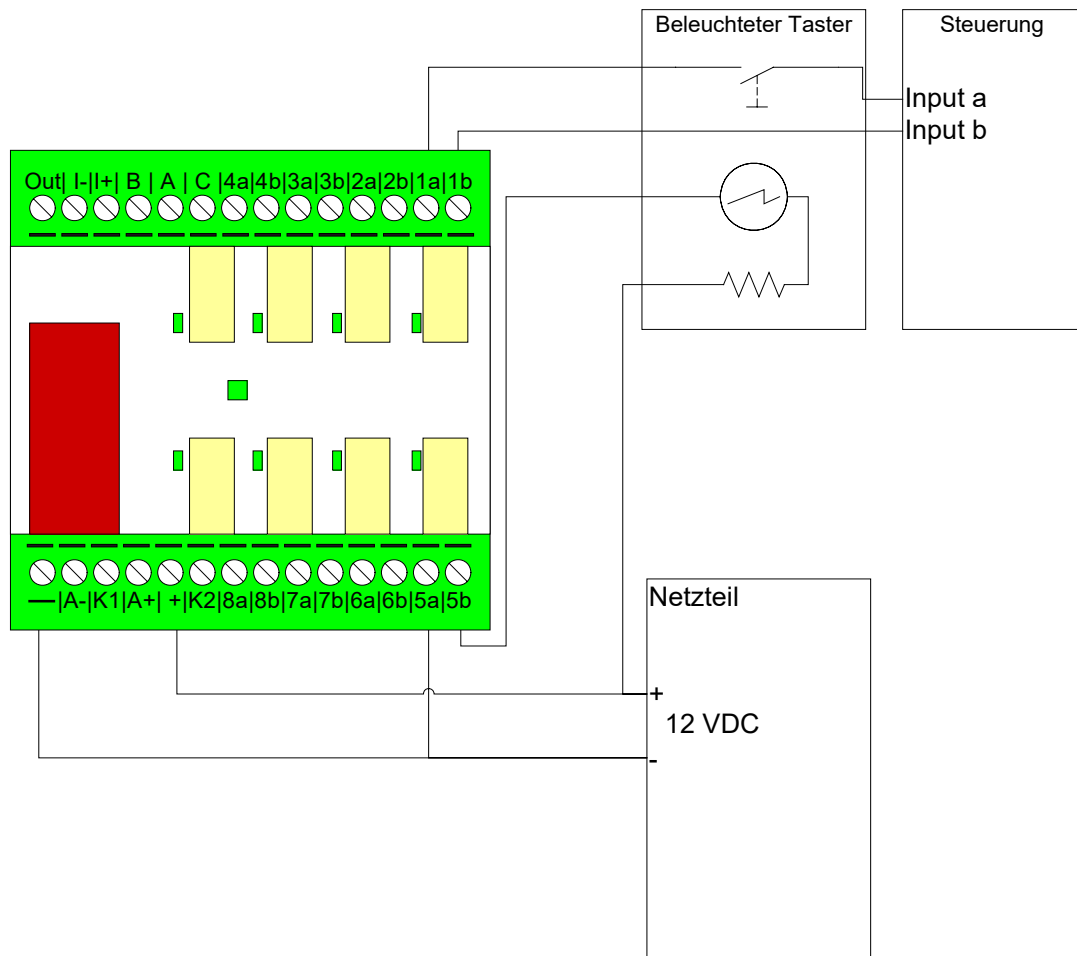 Beleuchteter Taster
Steuerung
Input a
Input b
Out| I-|I+| B | A | C |4a|4b|3a|3b|2a|2b|1a|1b
—|A-|K1|A+| +|K2|8a|8b|7a|7b|6a|6b|5a|5b
Netzteil
+
12 VDC
-